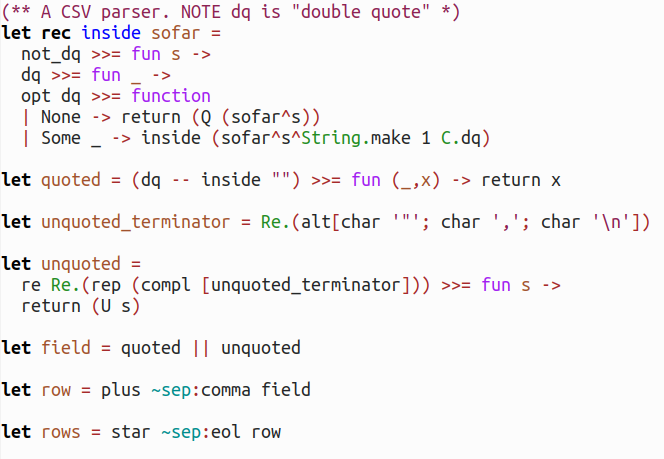 (** A CSV parser. NOTE dq is "double quote" *)
let rec inside sofar =
  not_dq >>= fun s ->
  dq >>= fun _ ->
  opt dq >>= function
  | None -> return (Q (sofar^s))
  | Some _ -> inside (sofar^s^String.make 1 C.dq)

let quoted = (dq -- inside "") >>= fun (_,x) -> return x

let unquoted_terminator = Re.(alt[char '"'; char ','; char '\n'])

let unquoted =
  re Re.(rep (compl [unquoted_terminator])) >>= fun s ->
  return (U s)

let field = quoted || unquoted

let row = plus ~sep:comma field

let rows = star ~sep:eol row